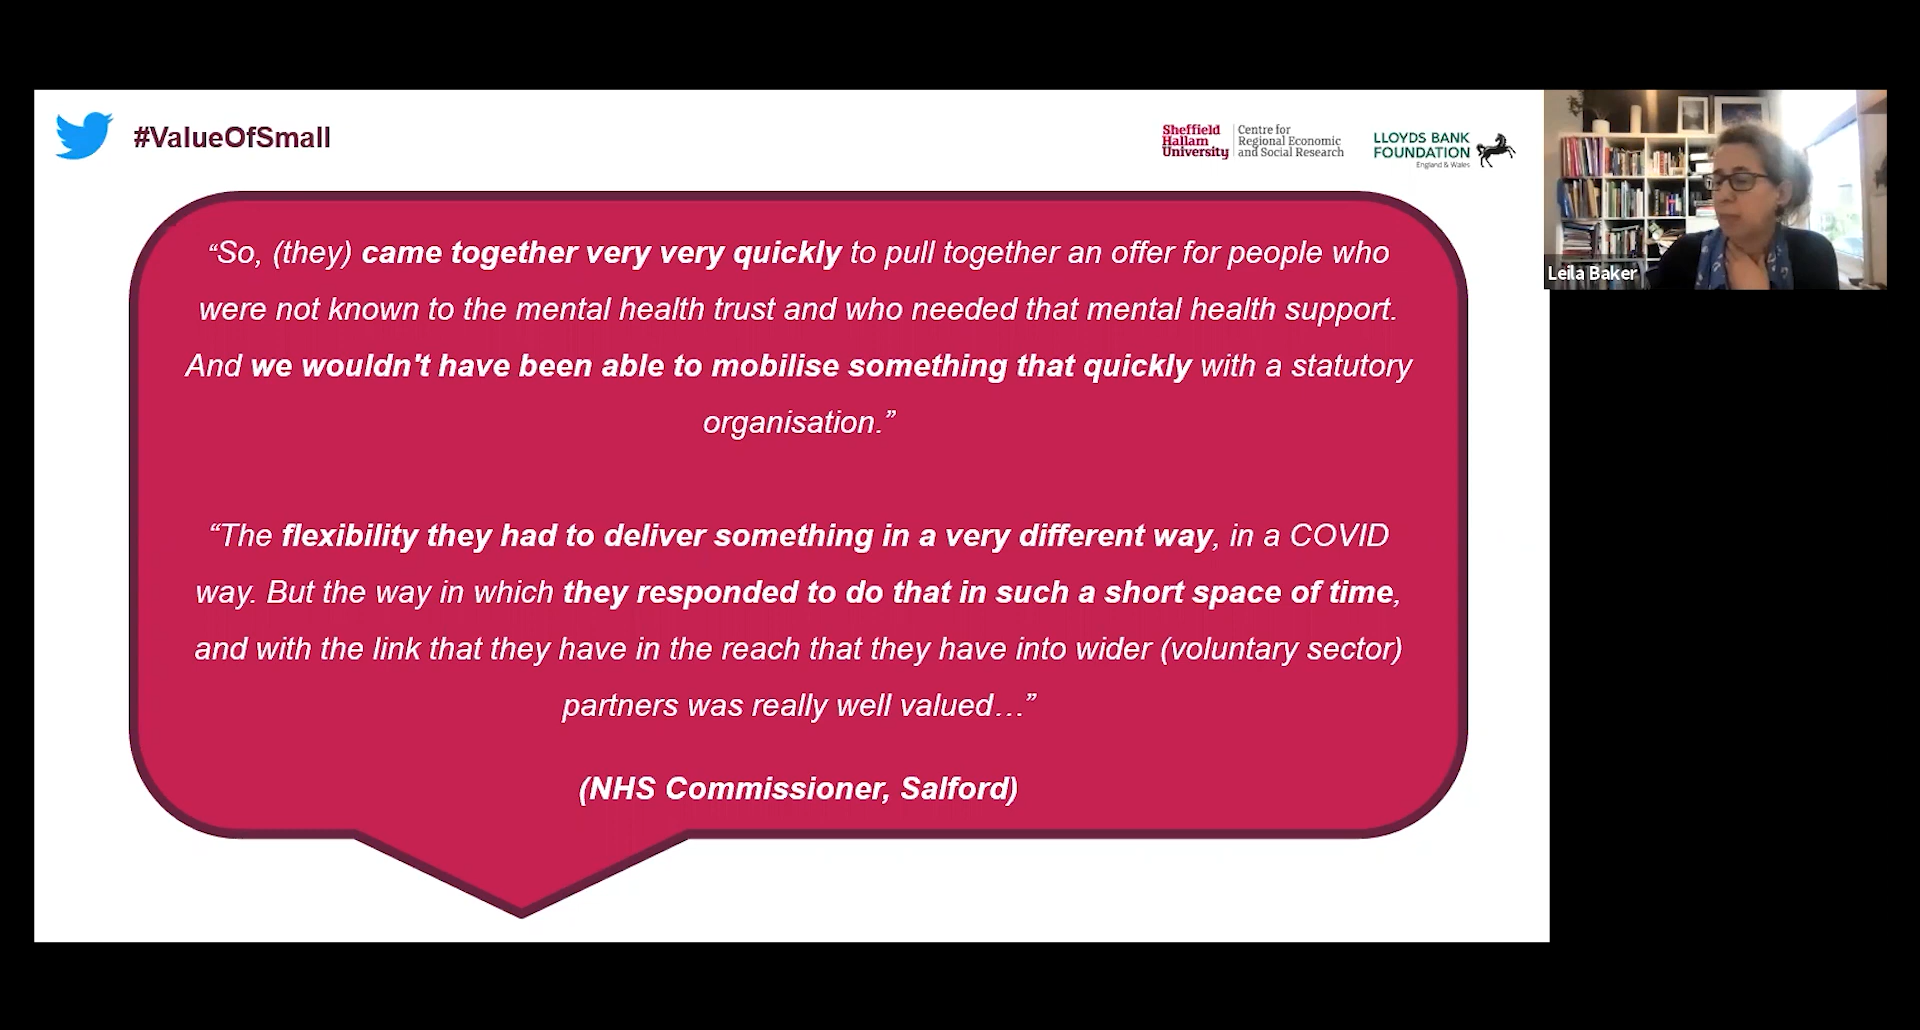 #ValueOfSmall
Sheffield
Hallam
University
Centre for
Regional Economic
and Social Research
LLOYDS BANK
FOUNDATION
England & Wales
Leila Baker
“So, (they) came together very very quickly to pull together an offer for people who
were not known to the mental health trust and who needed that mental health support.
And we wouldn't have been able to mobilise something that quickly with a statutory
organisation.”
“The flexibility they had to deliver something in a very different way, in a COVID
way. But the way in which they responded to do that in such a short space of time,
and with the link that they have in the reach that they have into wider (voluntary sector)
partners was really well valued…”
(NHS Commissioner, Salford)